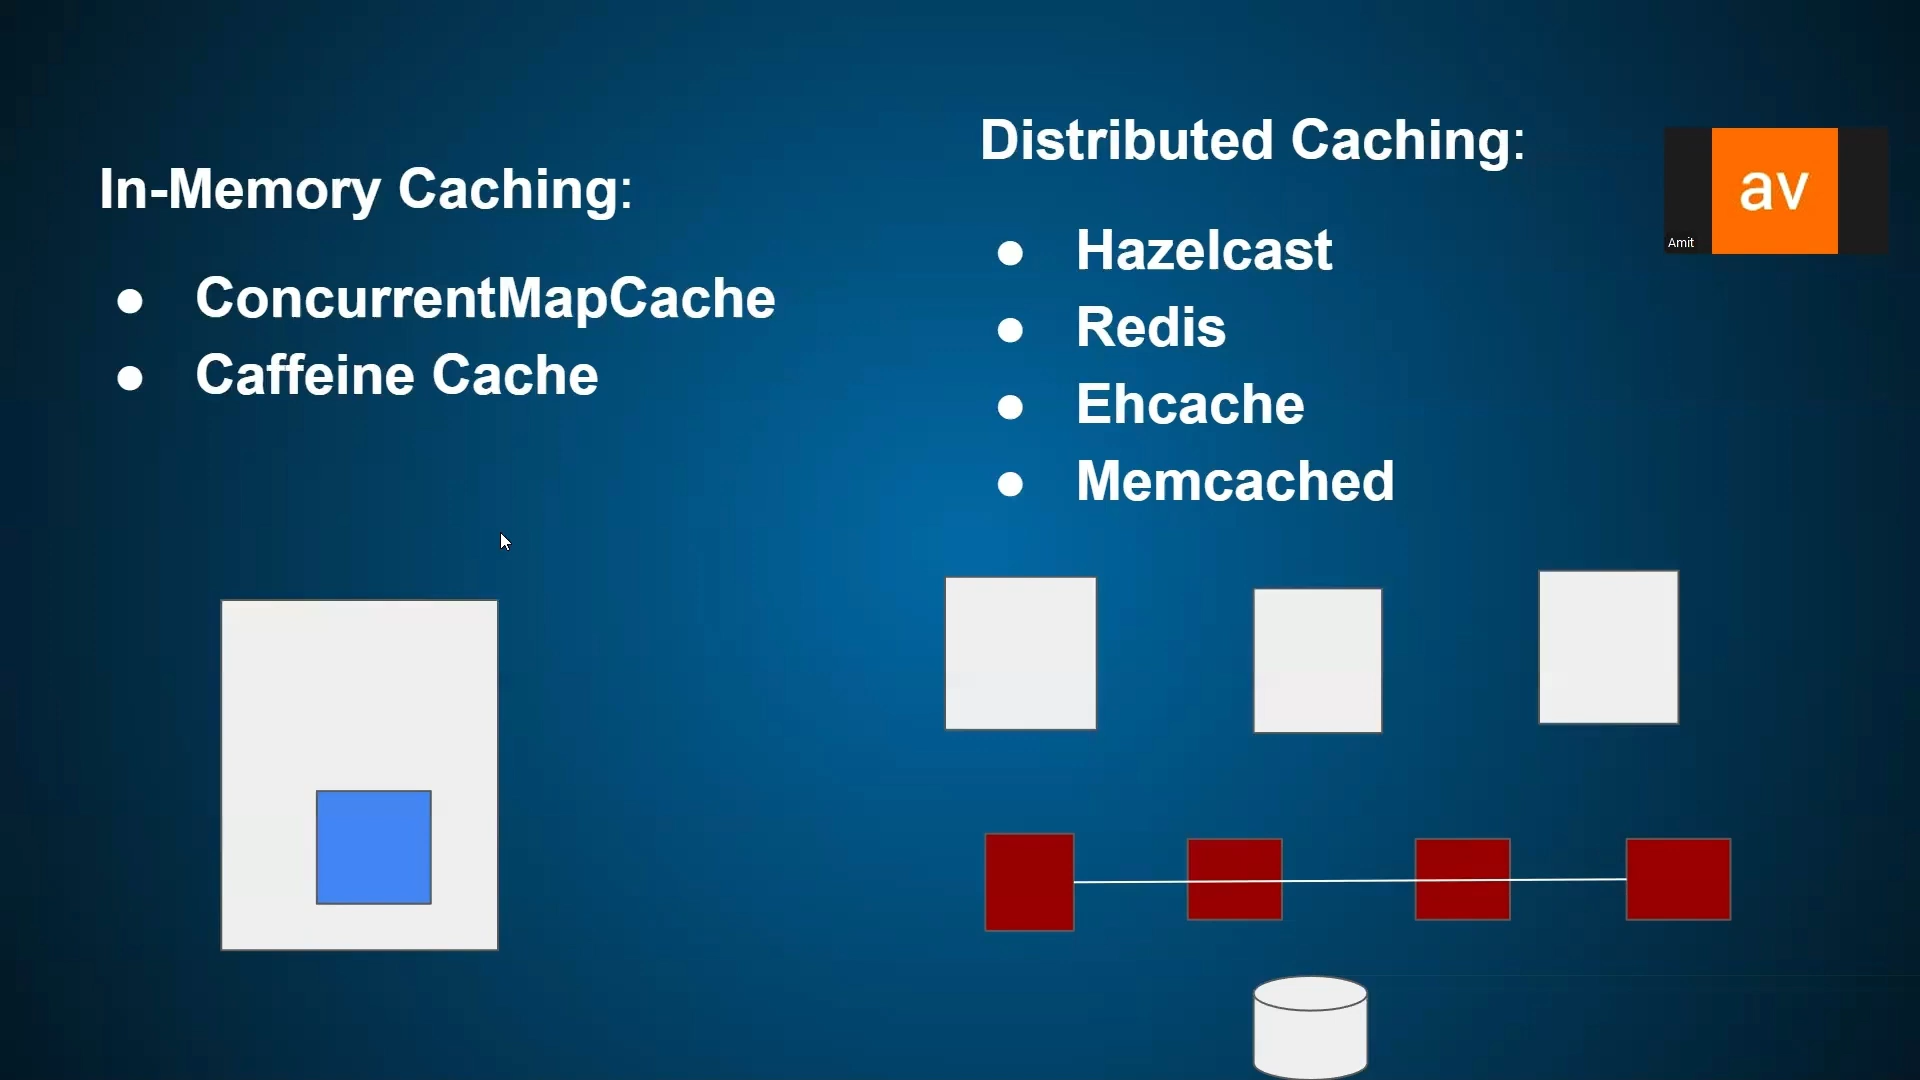 In-Memory Caching:
● ConcurrentMapCache
● Caffeine Cache
Distributed Caching:
● Hazelcast
● Redis
● Ehcache
● Memcached
av
Amit